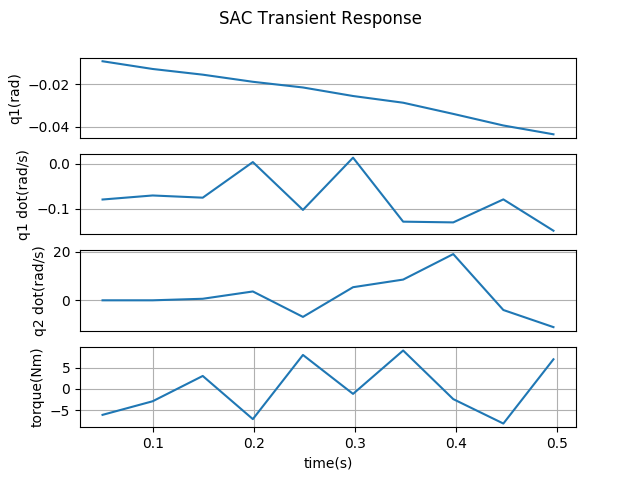 SAC Transient Response
q1(rad)
−0.02
−0.04
q1 dot(rad/s)
0.0
−0.1
q2 dot(rad/s)
20
0
torque(Nm)
5
0
−5
0.1 0.2 0.3 0.4 0.5
time(s)